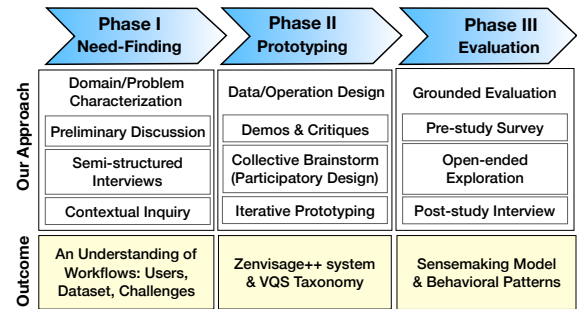 Phase I
Need-Finding
Phase II
Prototyping
Phase III
Evaluation
Our Approach
Domain/Problem
Characterization
Preliminary Discussion
Semi-structured
Interviews
Contextual Inquiry
Data/Operation Design
Demos & Critiques
Collective Brainstorm
(Participatory Design)
Iterative Prototyping
Grounded Evaluation
Pre-study Survey
Open-ended
Exploration
Post-study Interview
Outcome
An Understanding of
Workflows: Users,
Dataset, Challenges
Zenvisage++ system
& VQS Taxonomy
Sensemaking Model
& Behavioral Patterns